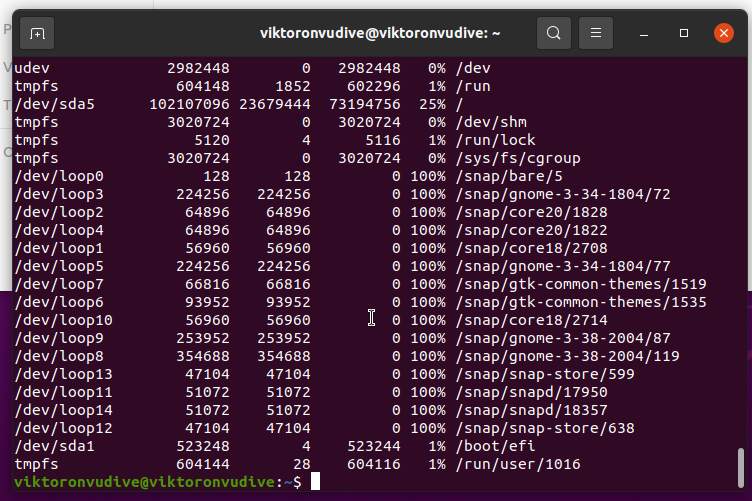 viktoronvudive@viktoronvudive: ~
udev 2982448 0 2982448 0% /dev
tmpfs 604148 1852 602296 1% /run
/dev/sda5 102107096 23679444 73194756 25% /
tmpfs 3020724 0 3020724 0% /dev/shm
tmpfs 5120 4 5116 1% /run/lock
tmpfs 3020724 0 3020724 0% /sys/fs/cgroup
/dev/loop0 128 128 0 100% /snap/bare/5
/dev/loop3 224256 224256 0 100% /snap/gnome-3-34-1804/72
/dev/loop2 64896 64896 0 100% /snap/core20/1828
/dev/loop4 64896 64896 0 100% /snap/core20/1822
/dev/loop1 56960 56960 0 100% /snap/core18/2708
/dev/loop5 224256 224256 0 100% /snap/gnome-3-34-1804/77
/dev/loop7 66816 66816 0 100% /snap/gtk-common-themes/1519
/dev/loop6 93952 93952 0 100% /snap/gtk-common-themes/1535
/dev/loop10 56960 56960 0 100% /snap/core18/2714
/dev/loop9 253952 253952 0 100% /snap/gnome-3-38-2004/87
/dev/loop8 354688 354688 0 100% /snap/gnome-3-38-2004/119
/dev/loop13 47104 47104 0 100% /snap/snap-store/599
/dev/loop11 51072 51072 0 100% /snap/snapd/17950
/dev/loop14 51072 51072 0 100% /snap/snapd/18357
/dev/loop12 47104 47104 0 100% /snap/snap-store/638
/dev/sda1 523248 4 523244 1% /boot/efi
tmpfs 604144 28 604116 1% /run/user/1016
viktoronvudive@viktoronvudive:~$